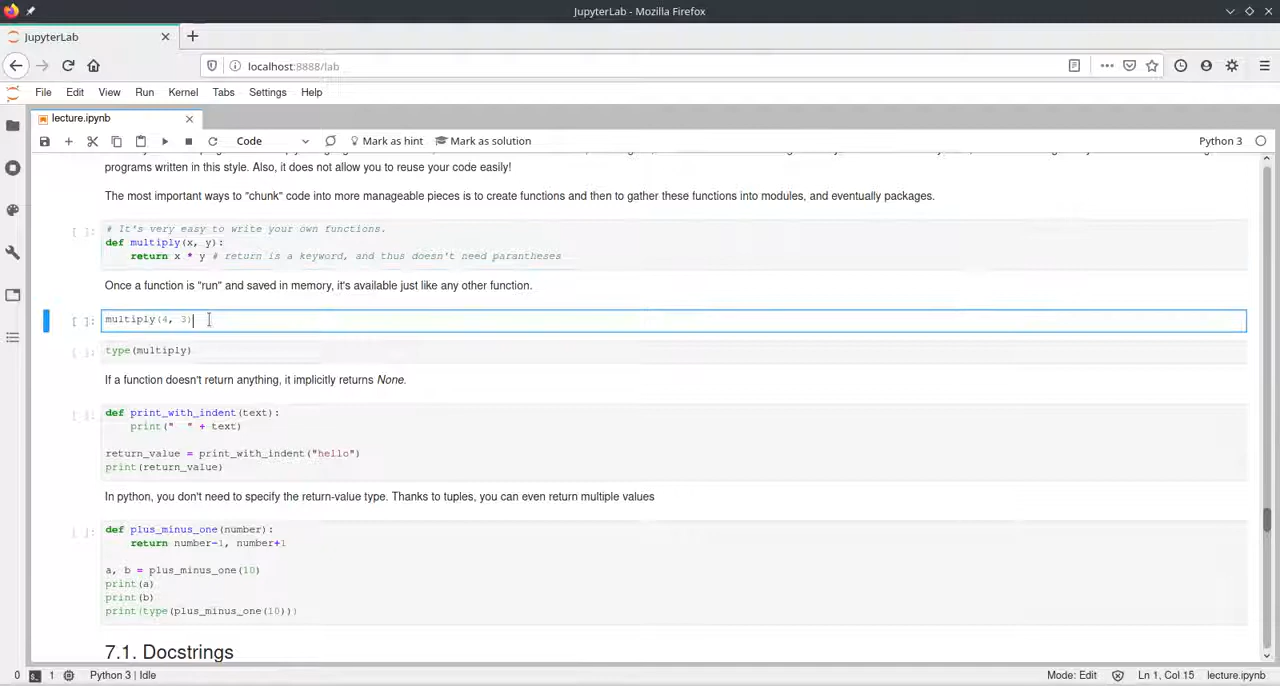 JupyterLab - Mozilla Firefox
JupyterLab
localhost:8888/lab
File Edit View Run Kernel Tabs Settings Help
lecture.ipynb
Code Mark as hint Mark as solution Python 3
programs written in this style. Also, it does not allow you to reuse your code easily!
The most important ways to "chunk" code into more manageable pieces is to create functions and then to gather these functions into modules, and eventually packages.
[ ]: # It's very easy to write your own functions.
def multiply(x, y):
return x * y # return is a keyword, and thus doesn't need parantheses
Once a function is "run" and saved in memory, it's available just like any other function.
[ ]: multiply(4, 3)
[ ]: type(multiply)
If a function doesn't return anything, it implicitly returns None.
[ ]: def print_with_indent(text):
print("  " + text)
return_value = print_with_indent("hello")
print(return_value)
In python, you don't need to specify the return-value type. Thanks to tuples, you can even return multiple values
[ ]: def plus_minus_one(number):
return number-1, number+1
a, b = plus_minus_one(10)
print(a)
print(b)
print(type(plus_minus_one(10)))
7.1. Docstrings
0 1 Python 3 | Idle Mode: Edit Ln 1, Col 15 lecture.ipynb